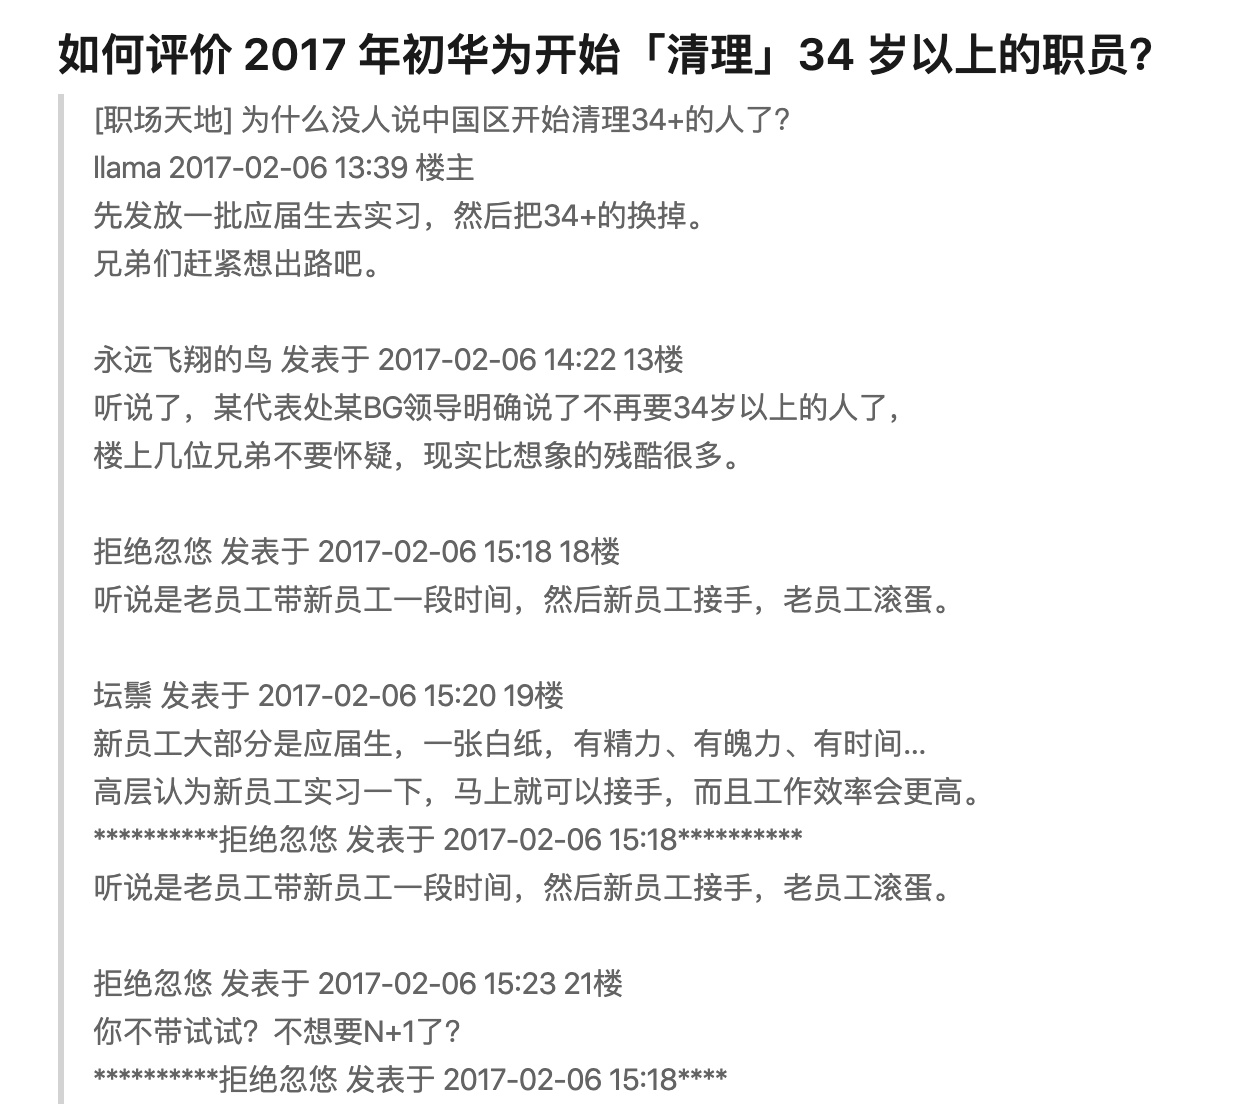 如何评价 2017 年初华为开始「清理」34 岁以上的职员?
[职场天地] 为什么没人说中国区开始清理34+的人了?
llama 2017-02-06 13:39 楼主
先发放一批应届生去实习，然后把34+的换掉。
兄弟们赶紧想出路吧。
永远飞翔的鸟 发表于 2017-02-06 14:22 13楼
听说了，某代表处某BG领导明确说了不再要34岁以上的人了，
楼上几位兄弟不要怀疑，现实比想象的残酷很多。
拒绝忽悠 发表于 2017-02-06 15:18 18楼
听说是老员工带新员工一段时间，然后新员工接手，老员工滚蛋。
坛鬃 发表于 2017-02-06 15:20 19楼
新员工大部分是应届生，一张白纸，有精力、有魄力、有时间...
高层认为新员工实习一下，马上就可以接手，而且工作效率会更高。
**********拒绝忽悠 发表于 2017-02-06 15:18**********
听说是老员工带新员工一段时间，然后新员工接手，老员工滚蛋。
拒绝忽悠 发表于 2017-02-06 15:23 21楼
你不带试试？不想要N+1了?
**********拒绝忽悠 发表于 2017-02-06 15:18****